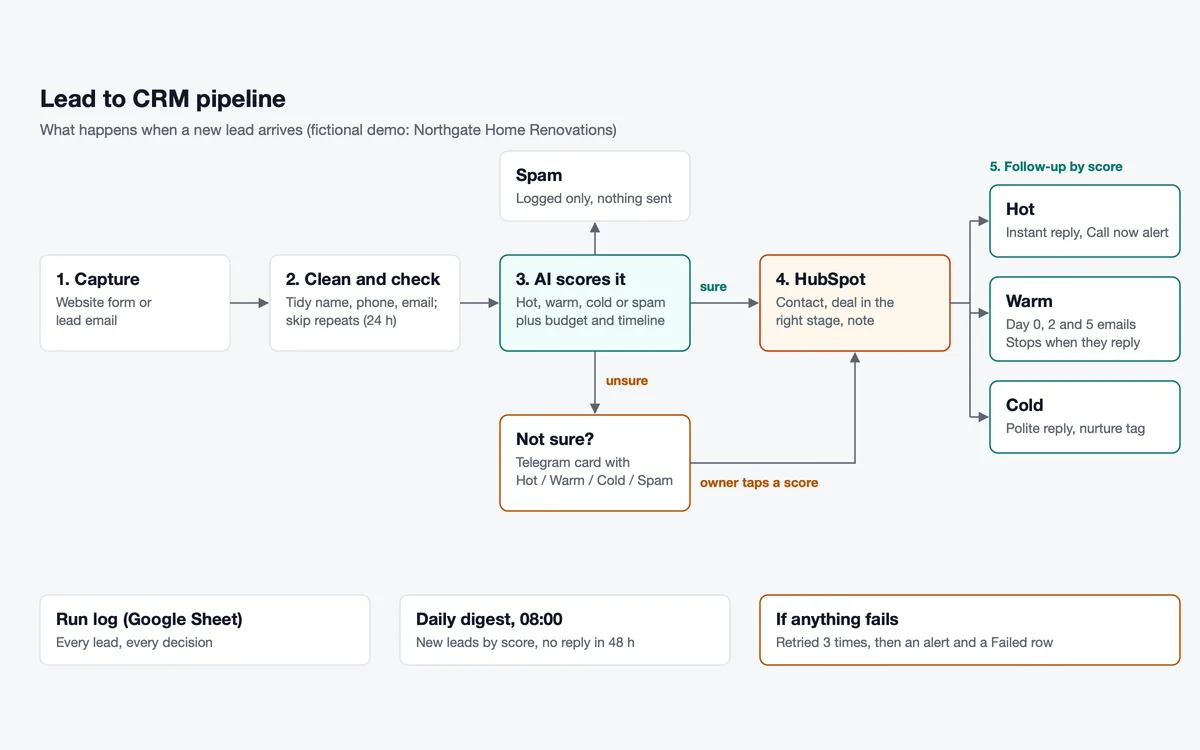 Lead to CRM pipeline
What happens when a new lead arrives (fictional demo: Northgate Home Renovations)
Spam
Logged only, nothing sent
1. Capture
Website form or
lead email
2. Clean and check
Tidy name, phone, email;
skip repeats (24 h)
3. AI scores it
Hot, warm, cold or spam
plus budget and timeline
sure
4. HubSpot
Contact, deal in the
right stage, note
5. Follow-up by score
Hot
Instant reply, Call now alert
Warm
Day 0, 2 and 5 emails
Stops when they reply
Cold
Polite reply, nurture tag
unsure
Not sure?
Telegram card with
Hot / Warm / Cold / Spam
owner taps a score
Run log (Google Sheet)
Every lead, every decision
Daily digest, 08:00
New leads by score, no reply in 48 h
If anything fails
Retried 3 times, then an alert and a Failed row